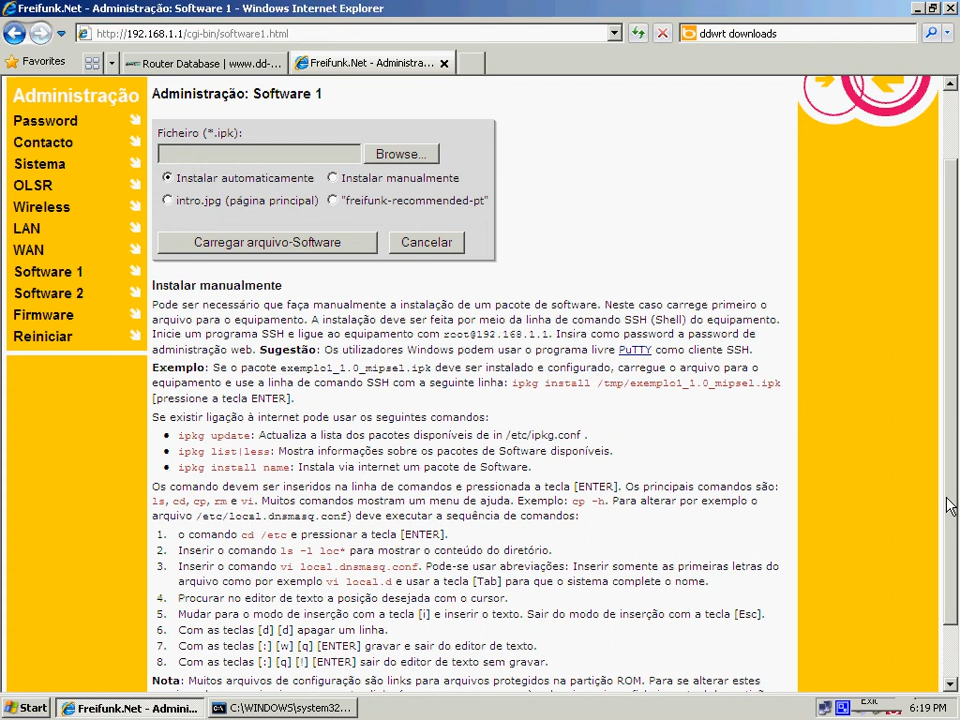 Freifunk.Net - Administração: Software 1 - Windows Internet Explorer
http://192.168.1.1/cgi-bin/software1.html
ddwrt downloads
Favorites
Router Database | www.dd-...
Freifunk.Net - Administra...
Administração
Password
Contacto
Sistema
OLSR
Wireless
LAN
WAN
Software 1
Software 2
Firmware
Reiniciar
Administração: Software 1
Ficheiro (*.ipk):
Browse...
Instalar automaticamente Instalar manualmente
intro.jpg (página principal) "freifunk-recommended-pt"
Carregar arquivo-Software Cancelar
Instalar manualmente
Pode ser necessário que faça manualmente a instalação de um pacote de software. Neste caso carregue primeiro o
arquivo para o equipamento. A instalação deve ser feita por meio da linha de comando SSH (Shell) do equipamento.
Inicie um programa SSH e ligue ao equipamento com root@192.168.1.1. Insira como password a password de
administração web. Sugestão: Os utilizadores Windows podem usar o programa livre PuTTY como cliente SSH.
Exemplo: Se o pacote exemplo1_1.0_mipsel.ipk deve ser instalado e configurado, carregue o arquivo para o
equipamento e use a linha de comando SSH com a seguinte linha: ipkg install /tmp/exemplo1_1.0_mipsel.ipk
[pressione a tecla ENTER].
Se existir ligação à internet pode usar os seguintes comandos:
• ipkg update: Actualiza a lista dos pacotes disponíveis de in /etc/ipkg.conf .
• ipkg list|less: Mostra informações sobre os pacotes de Software disponíveis.
• ipkg install name: Instala via internet um pacote de Software.
Os comando devem ser inseridos na linha de comandos e pressionada a tecla [ENTER]. Os principais comandos são:
ls, cd, cp, rm e vi. Muitos comandos mostram um menu de ajuda. Exemplo: cp -h. Para alterar por exemplo o
arquivo /etc/local.dnsmasq.conf) deve executar a sequência de comandos:
1. o comando cd /etc e pressionar a tecla [ENTER].
2. Inserir o comando ls -l loc* para mostrar o conteúdo do diretório.
3. Inserir o comando vi local.dnsmasq.conf. Pode-se usar abreviações: Inserir somente as primeiras letras do
arquivo como por exemplo vi local.d e usar a tecla [Tab] para que o sistema complete o nome.
4. Procurar no editor de texto a posição desejada com o cursor.
5. Mudar para o modo de inserção com a tecla [i] e inserir o texto. Sair do modo de inserção com a tecla [Esc].
6. Com as teclas [d] [d] apagar um linha.
7. Com as teclas [:] [w] [q] [ENTER] gravar e sair do editor de texto.
8. Com as teclas [:] [q] [!] [ENTER] sair do editor de texto sem gravar.
Nota: Muitos arquivos de configuração são links para arquivos protegidos na partição ROM. Para se alterar estes
Start
Freifunk.Net - Admini...
C:\WINDOWS\system32...
Exit
6:19 PM